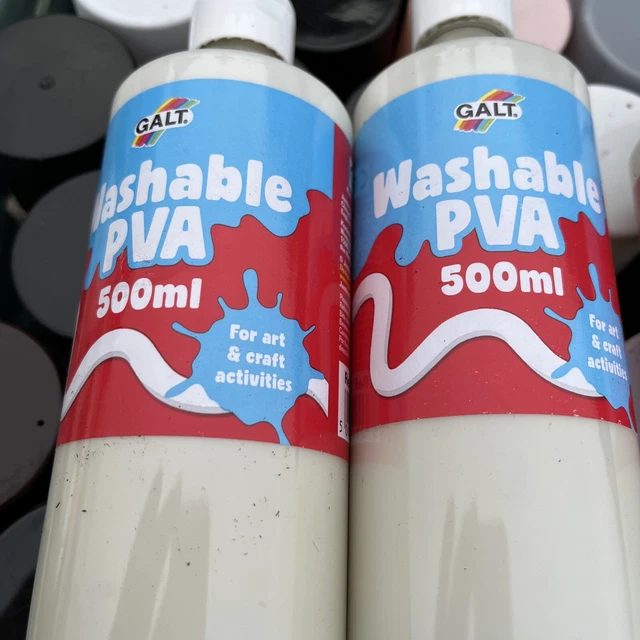 GALT
Washable
PVA
500ml
For art
& craft
activities
GALT
Washable
PVA
500ml
For art
& craft
activities